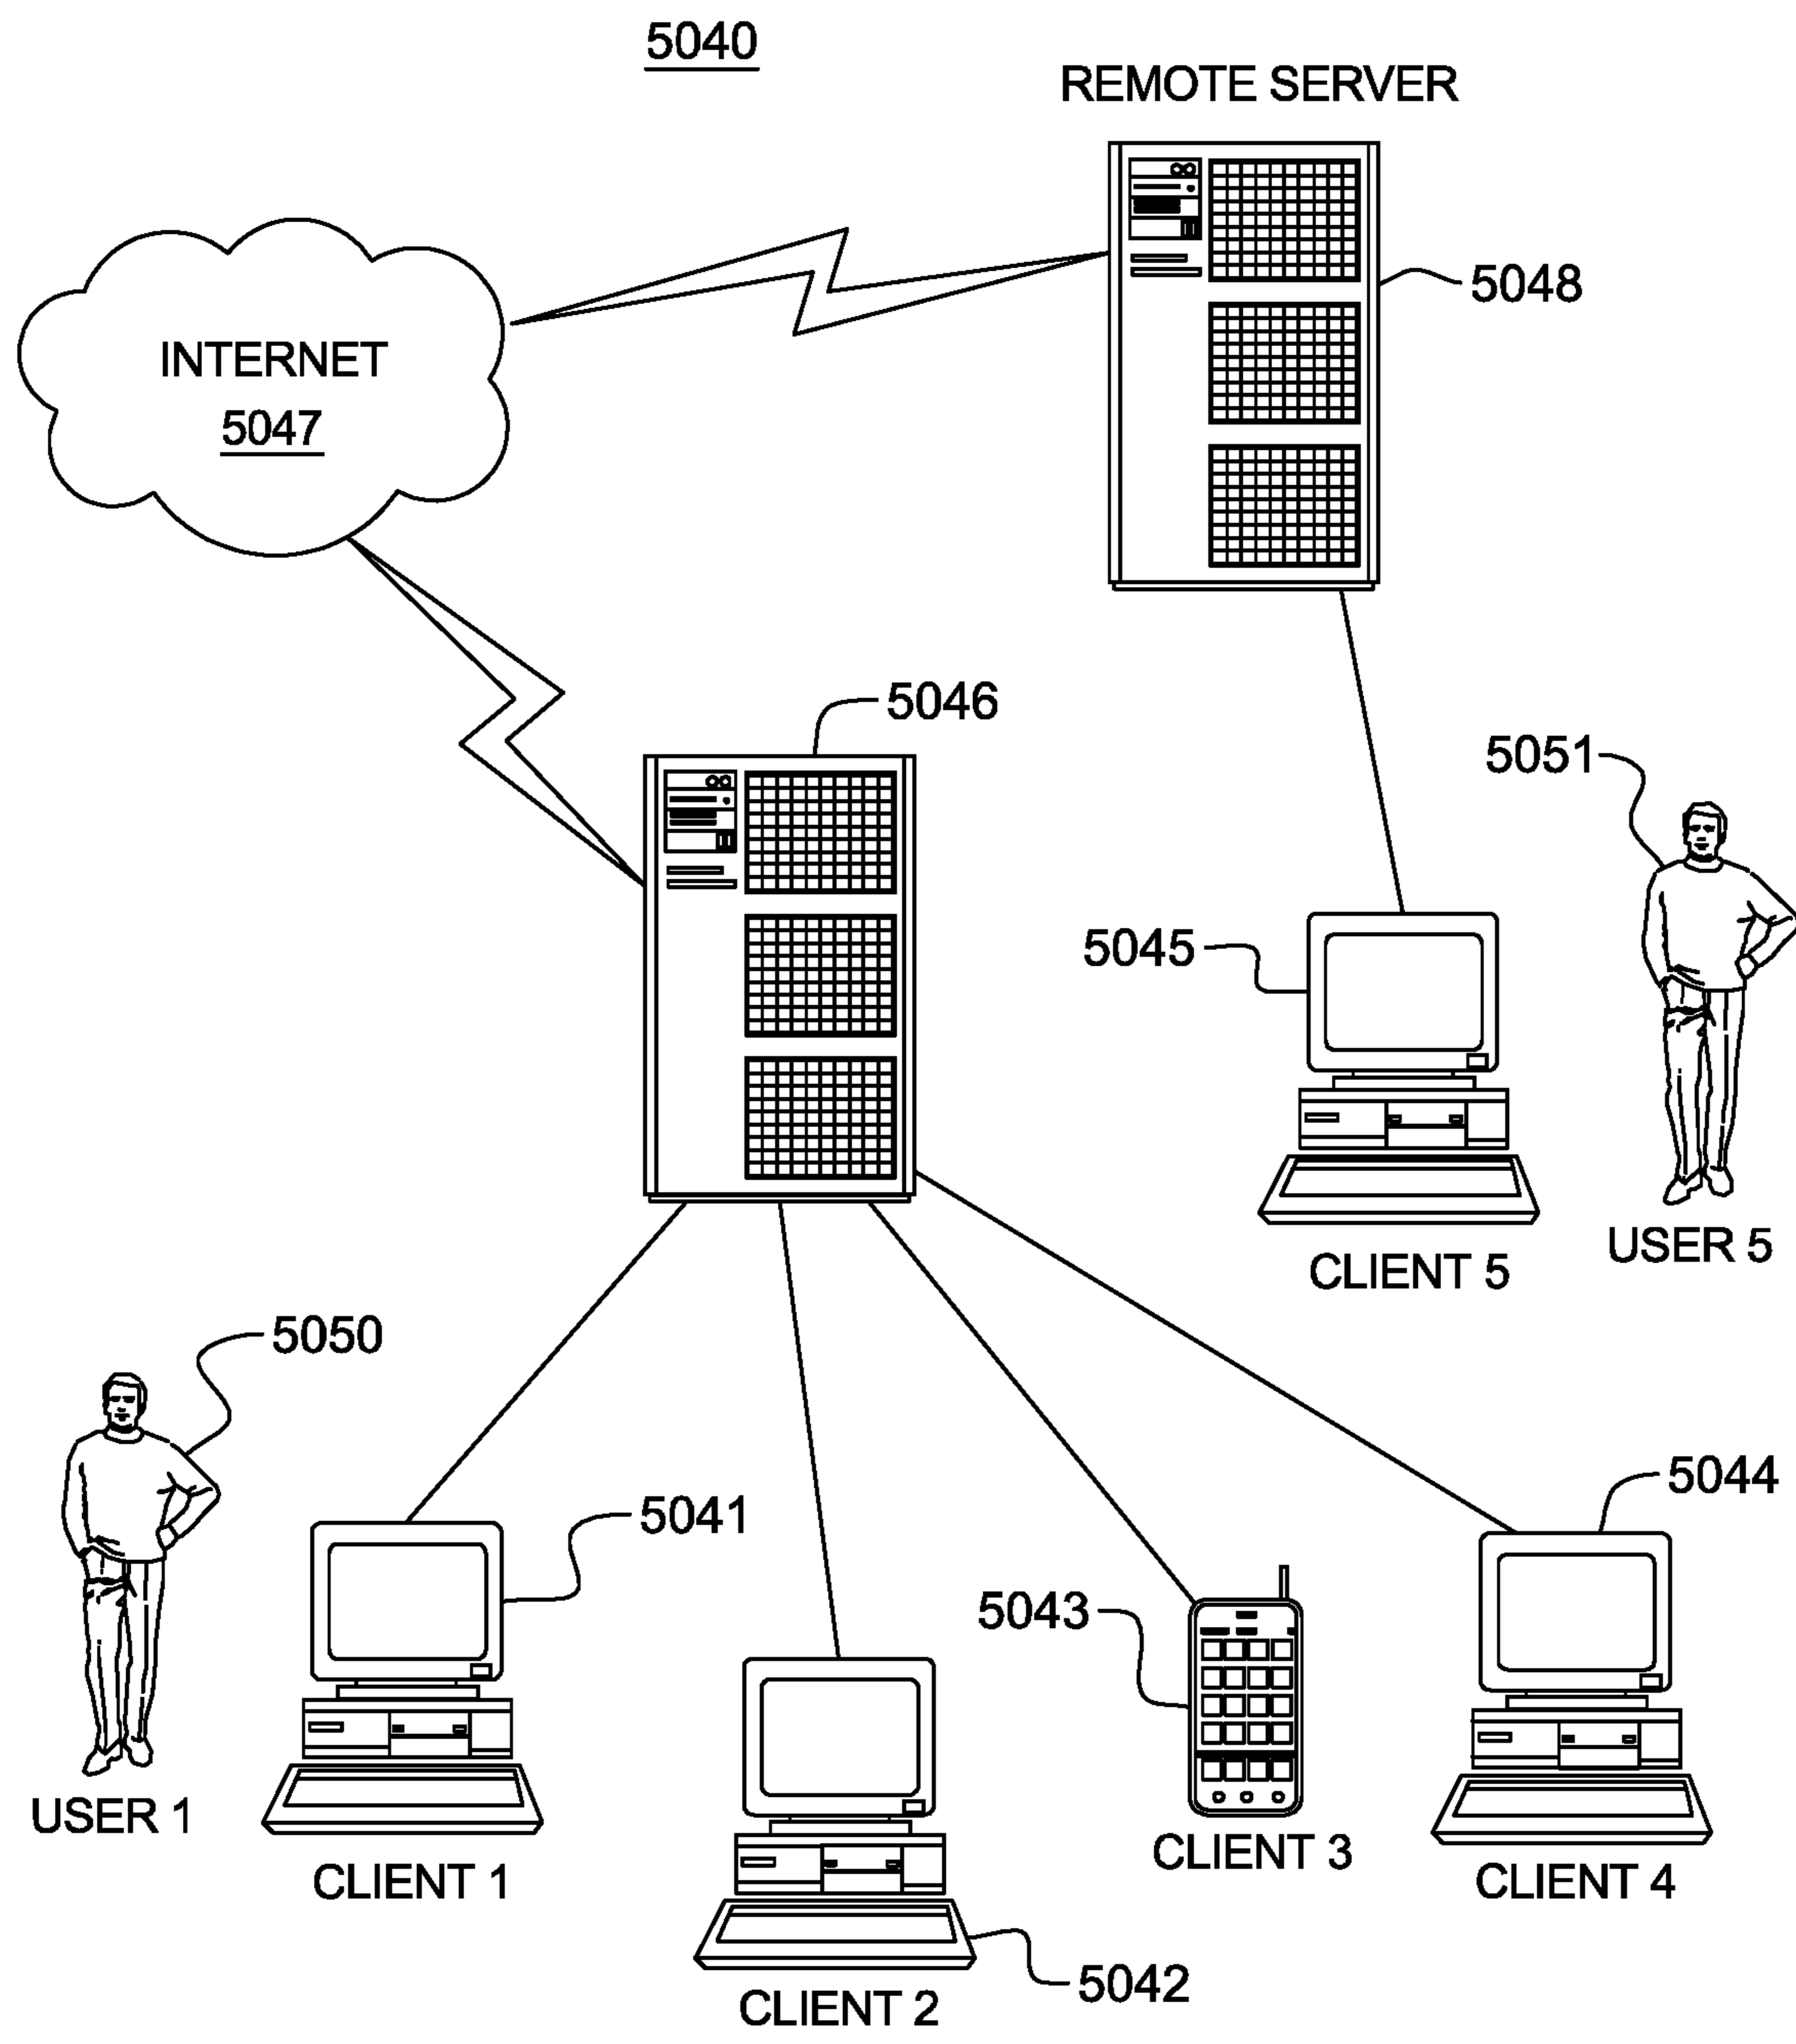 5040
REMOTE SERVER
5048
INTERNET
5047
5046
5051
5045
USER 5
CLIENT 5
5050
5044
5041
5043
USER 1
CLIENT 3
CLIENT 1
CLIENT 4
5042
CLIENT 2